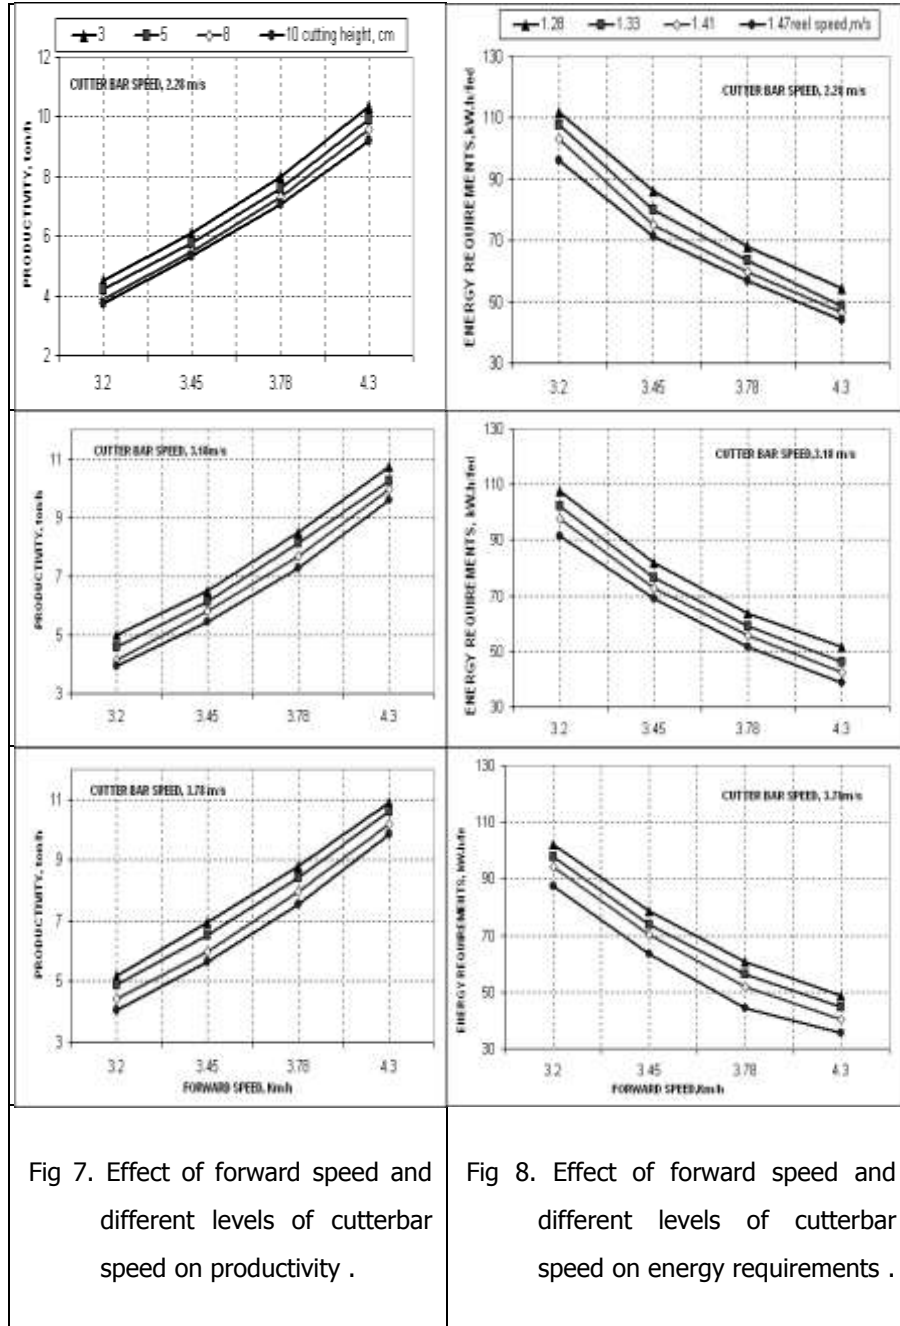 3 5 8 10 cutting height, cm
12
10
8
6
4
2
PRODUCTIVITY, ton/h
CUTTER BAR SPEED, 2.28 m/s
3.2 3.45 3.78 4.3
1.28 1.33 1.41 1.47reel speed,m/s
130
110
90
70
50
30
ENERGY REQUIREMENTS,kW.h/fed
CUTTER BAR SPEED, 2.28 m/s
3.2 3.45 3.78 4.3
11
9
7
5
3
PRODUCTIVITY,ton/h
CUTTER BAR SPEED, 3.18m/s
3.2 3.45 3.78 4.3
130
110
90
70
50
30
ENERGY REQUIREMENTS, kW.h/fed
CUTTER BAR SPEED,3.18 m/s
3.2 3.45 3.78 4.3
11
9
7
5
3
PRODUCTIVITY, ton/h
CUTTER BAR SPEED, 3.78 m/s
3.2 3.45 3.78 4.3
FORWARD SPEED, Km/h
130
110
90
70
50
30
ENERGY REQUIREMENTS, kW.h/fe
CUTTER BAR SPEED, 3.78m/s
3.2 3.45 3.78 4.3
FORWARD SPEED,Km/h
Fig 7. Effect of forward speed and
different levels of cutterbar
speed on productivity .
Fig 8. Effect of forward speed and
different levels of cutterbar
speed on energy requirements .